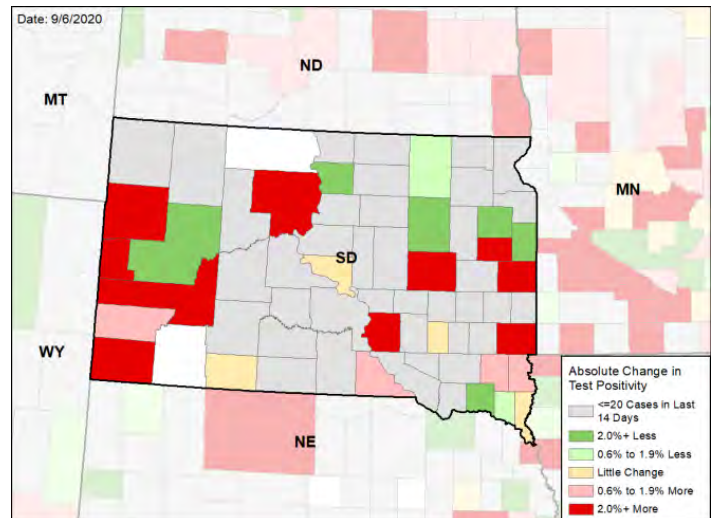 Date: 9/6/2020
ND
MT
MN
SD
WY
NE
Absolute Change in
Test Positivity
<=20 Cases in Last
14 Days
2.0%+ Less
0.6% to 1.9% Less
Little Change
0.6% to 1.9% More
2.0%+ More